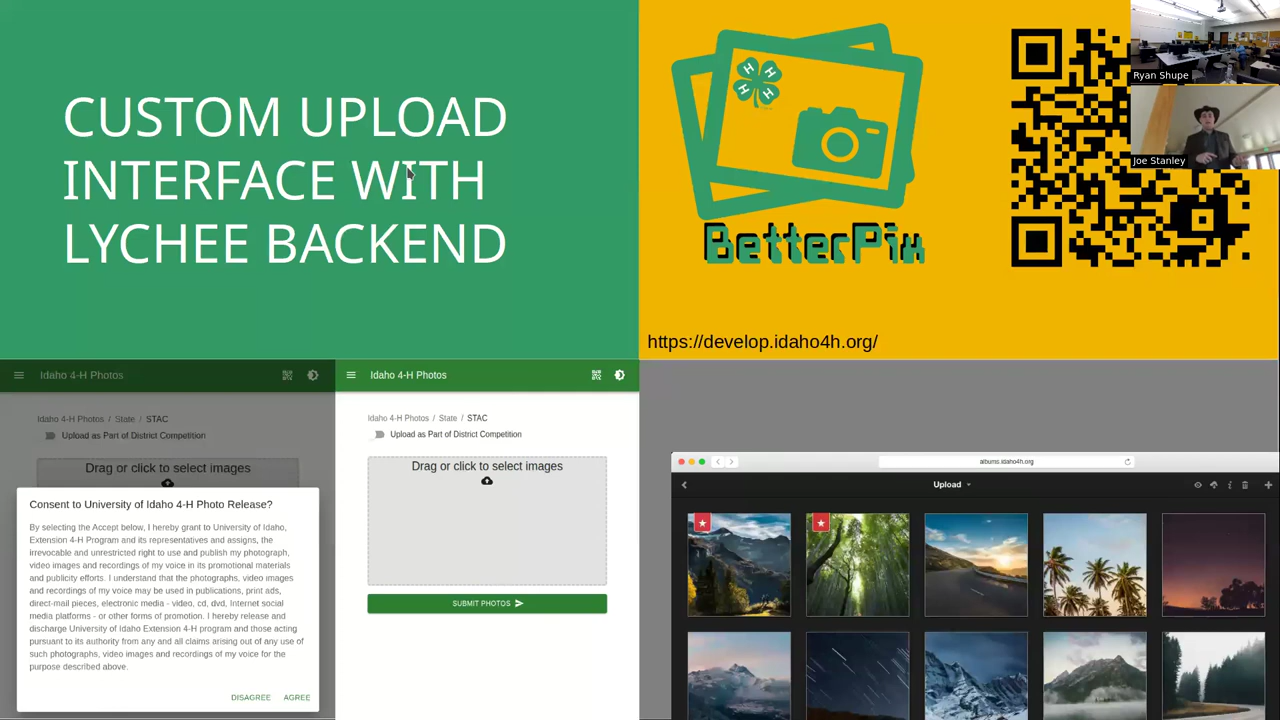 CUSTOM UPLOAD
INTERFACE WITH
LYCHEE BACKEND
H H H H
BetterPix
https://develop.idaho4h.org/
Ryan Shupe
Joe Stanley
Idaho 4-H Photos
Idaho 4-H Photos / State / STAC
Upload as Part of District Competition
Drag or click to select images
Consent to University of Idaho 4-H Photo Release?
By selecting the Accept below, I hereby grant to University of Idaho,
Extension 4-H Program and its representatives and assigns, the
irrevocable and unrestricted right to use and publish my photograph,
video images and recordings of my voice in its promotional materials
and publicity efforts. I understand that the photographs, video images
and recordings of my voice may be used in publications, print ads,
direct-mail pieces, electronic media - video, cd, dvd, Internet social
media platforms - or other forms of promotion. I hereby release and
discharge University of Idaho Extension 4-H program and those acting
pursuant to its authority from any and all claims arising out of any use of
such photographs, video images and recordings of my voice for the
purpose described above.
DISAGREE AGREE
Idaho 4-H Photos
Idaho 4-H Photos / State / STAC
Upload as Part of District Competition
Drag or click to select images
SUBMIT PHOTOS
albums.idaho4h.org
Upload